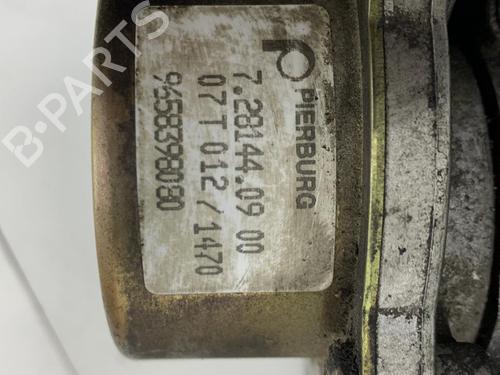 PIERBURG
7.28144.09 00
07 T 012 / 1470
9658398080
B-PARTS